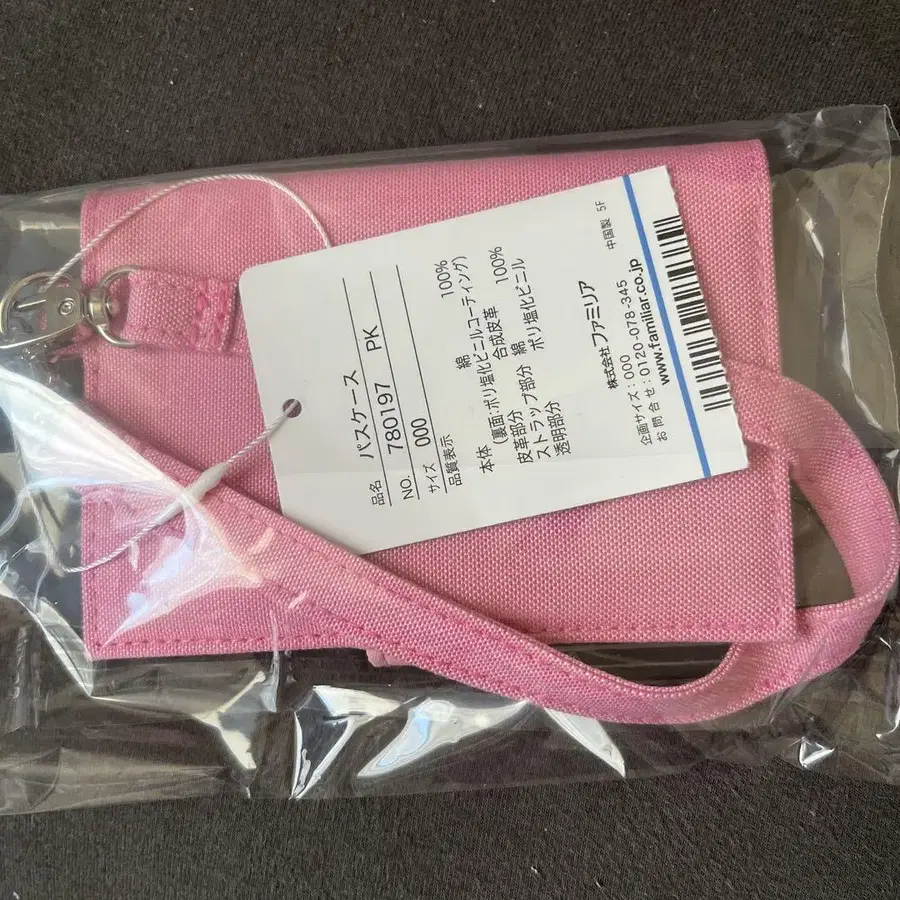 品名 パスケース
NO. 780197 PK
サイズ 000
品質表示
本体 綿 100%
(裏面:ポリ塩化ビニールコーティング)
皮革部分 合成皮革 100%
ストラップ部分 綿
透明部分 ポリ塩化ビニル
株式会社 ファミリア
中国製 5F
企画サイズ:000
お問合せ:0120-078-345
www.familiar.co.jp